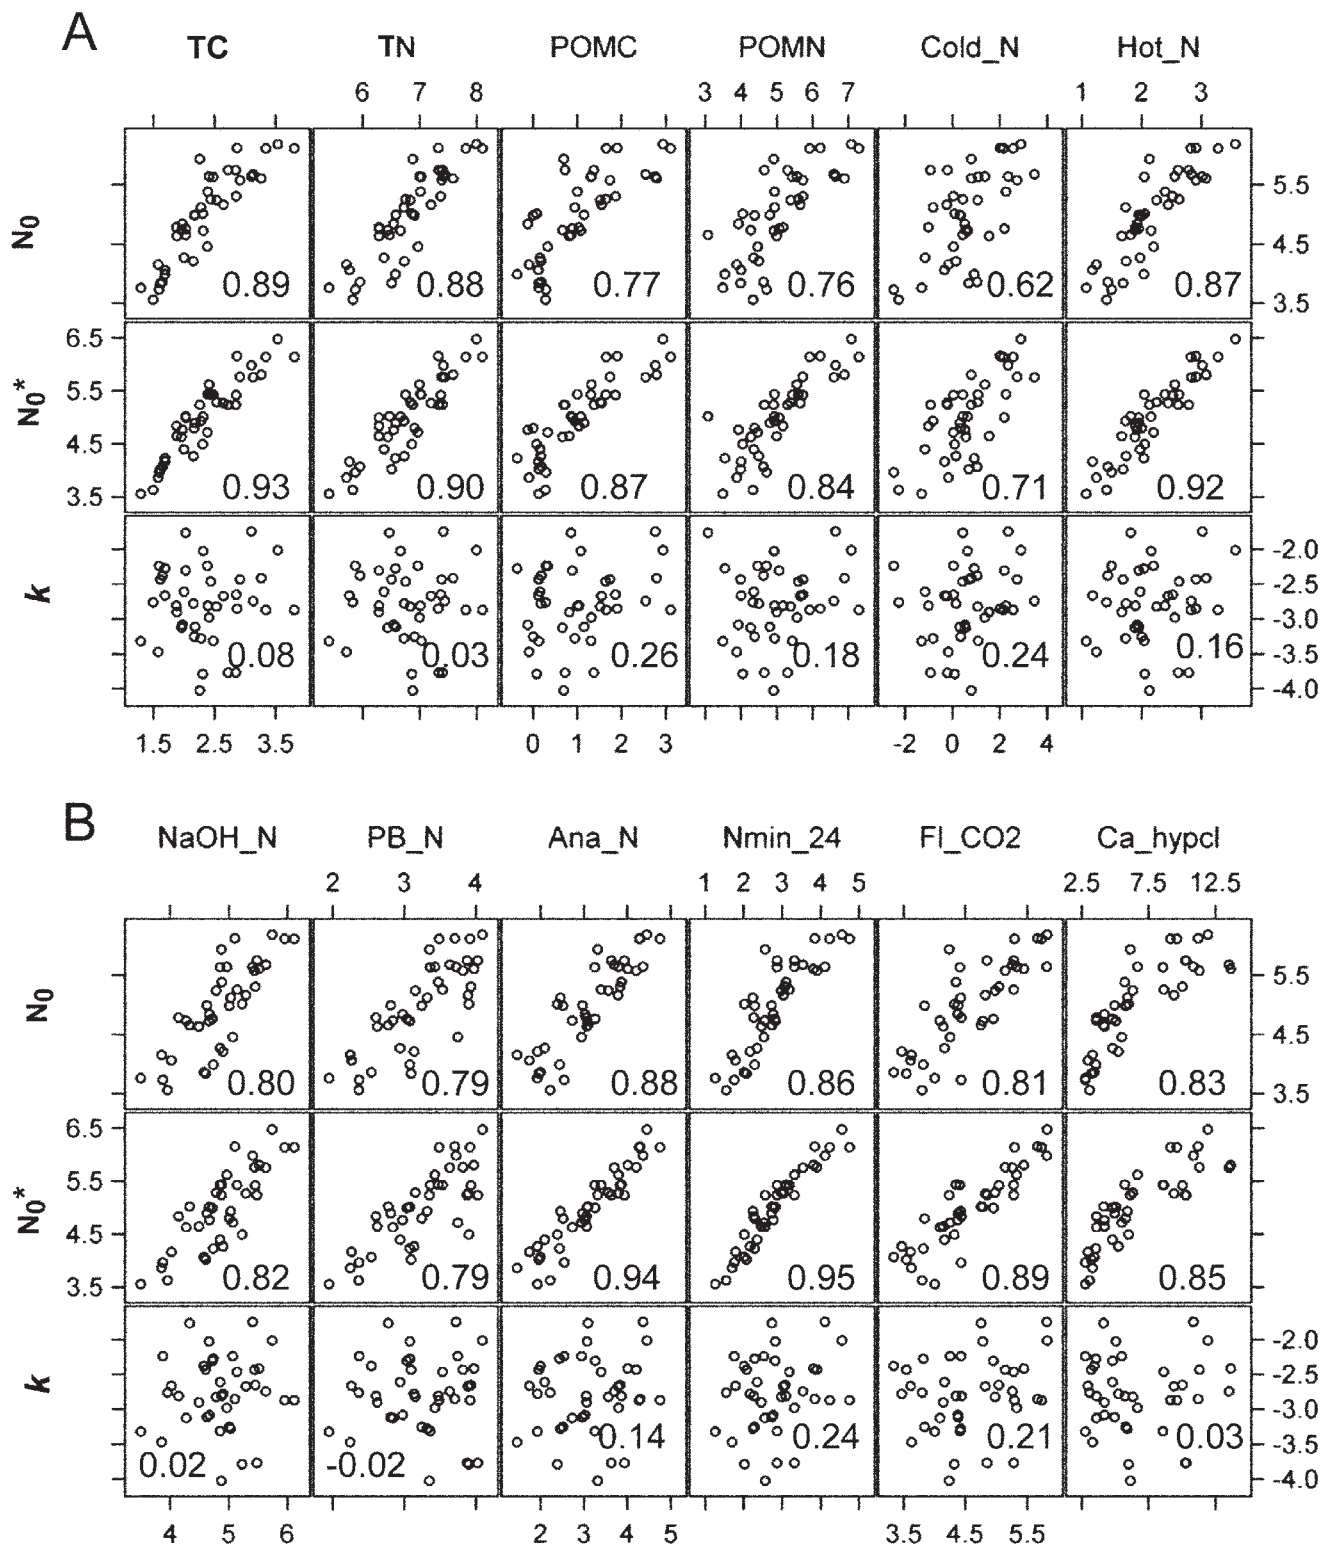 A
TC TN POMC POMN Cold_N Hot_N
6 7 8 3 4 5 6 7 1 2 3
N0 0.89 0.88 0.77 0.76 0.62 0.87
5.5
4.5
3.5
N0* 0.93 0.90 0.87 0.84 0.71 0.92
6.5
5.5
4.5
3.5
k 0.08 0.03 0.26 0.18 0.24 0.16
-2.0
-2.5
-3.0
-3.5
-4.0
1.5 2.5 3.5 0 1 2 3 -2 0 2 4
B
NaOH_N PB_N Ana_N Nmin_24 Fl_CO2 Ca_hypcl
2 3 4 1 2 3 4 5 2.5 7.5 12.5
N0 0.80 0.79 0.88 0.86 0.81 0.83
5.5
4.5
3.5
N0* 0.82 0.79 0.94 0.95 0.89 0.85
6.5
5.5
4.5
3.5
k 0.02 -0.02 0.14 0.24 0.21 0.03
-2.0
-2.5
-3.0
-3.5
-4.0
4 5 6 2 3 4 5 3.5 4.5 5.5